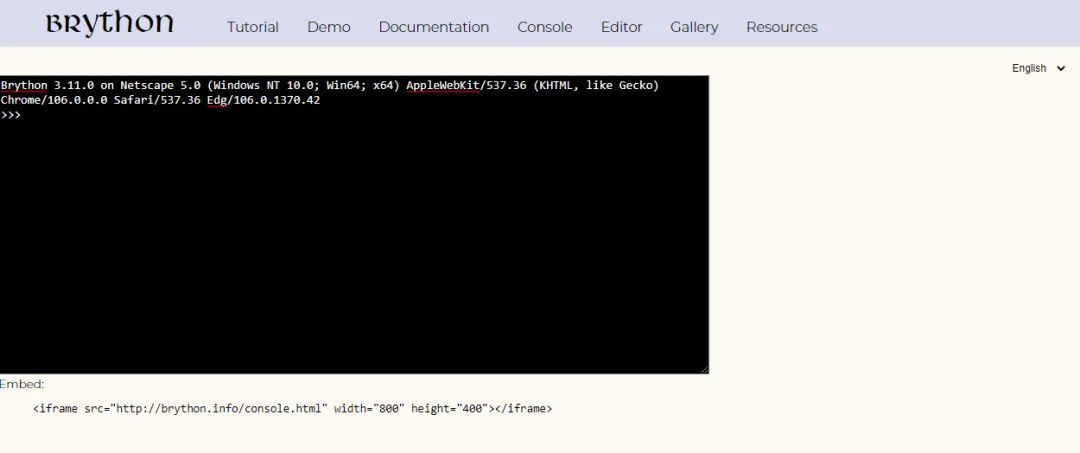 BRython
Tutorial Demo Documentation Console Editor Gallery Resources
English
Brython 3.11.0 on Netscape 5.0 (Windows NT 10.0; Win64; x64) AppleWebKit/537.36 (KHTML, like Gecko)
Chrome/106.0.0.0 Safari/537.36 Edg/106.0.1370.42
>>>
Embed:
<iframe src="http://brython.info/console.html" width="800" height="400"></iframe>